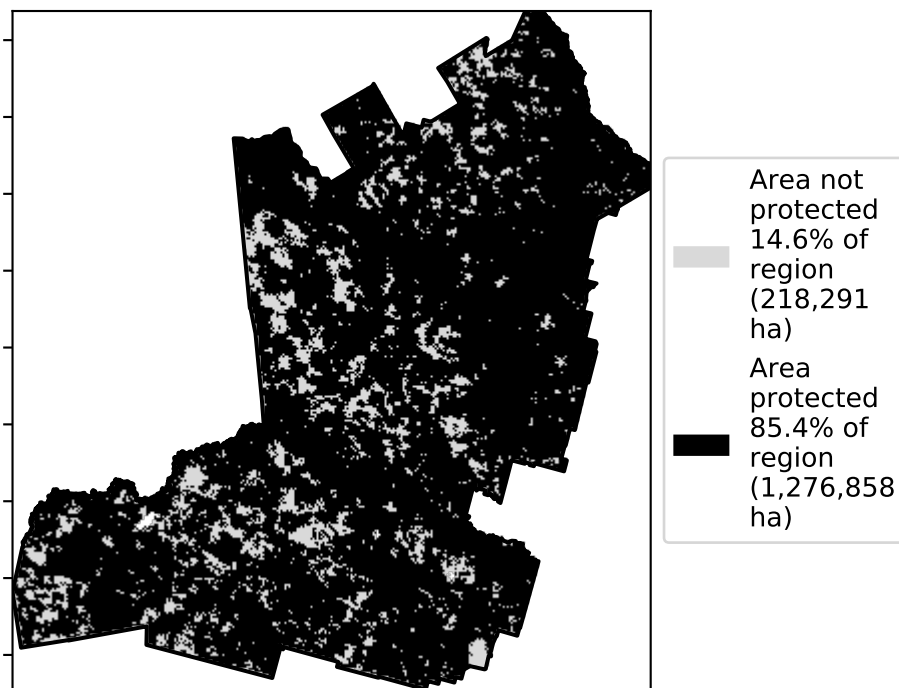 Area not
protected
14.6% of
region
(218,291
ha)
Area
protected
85.4% of
region
(1,276,858
ha)